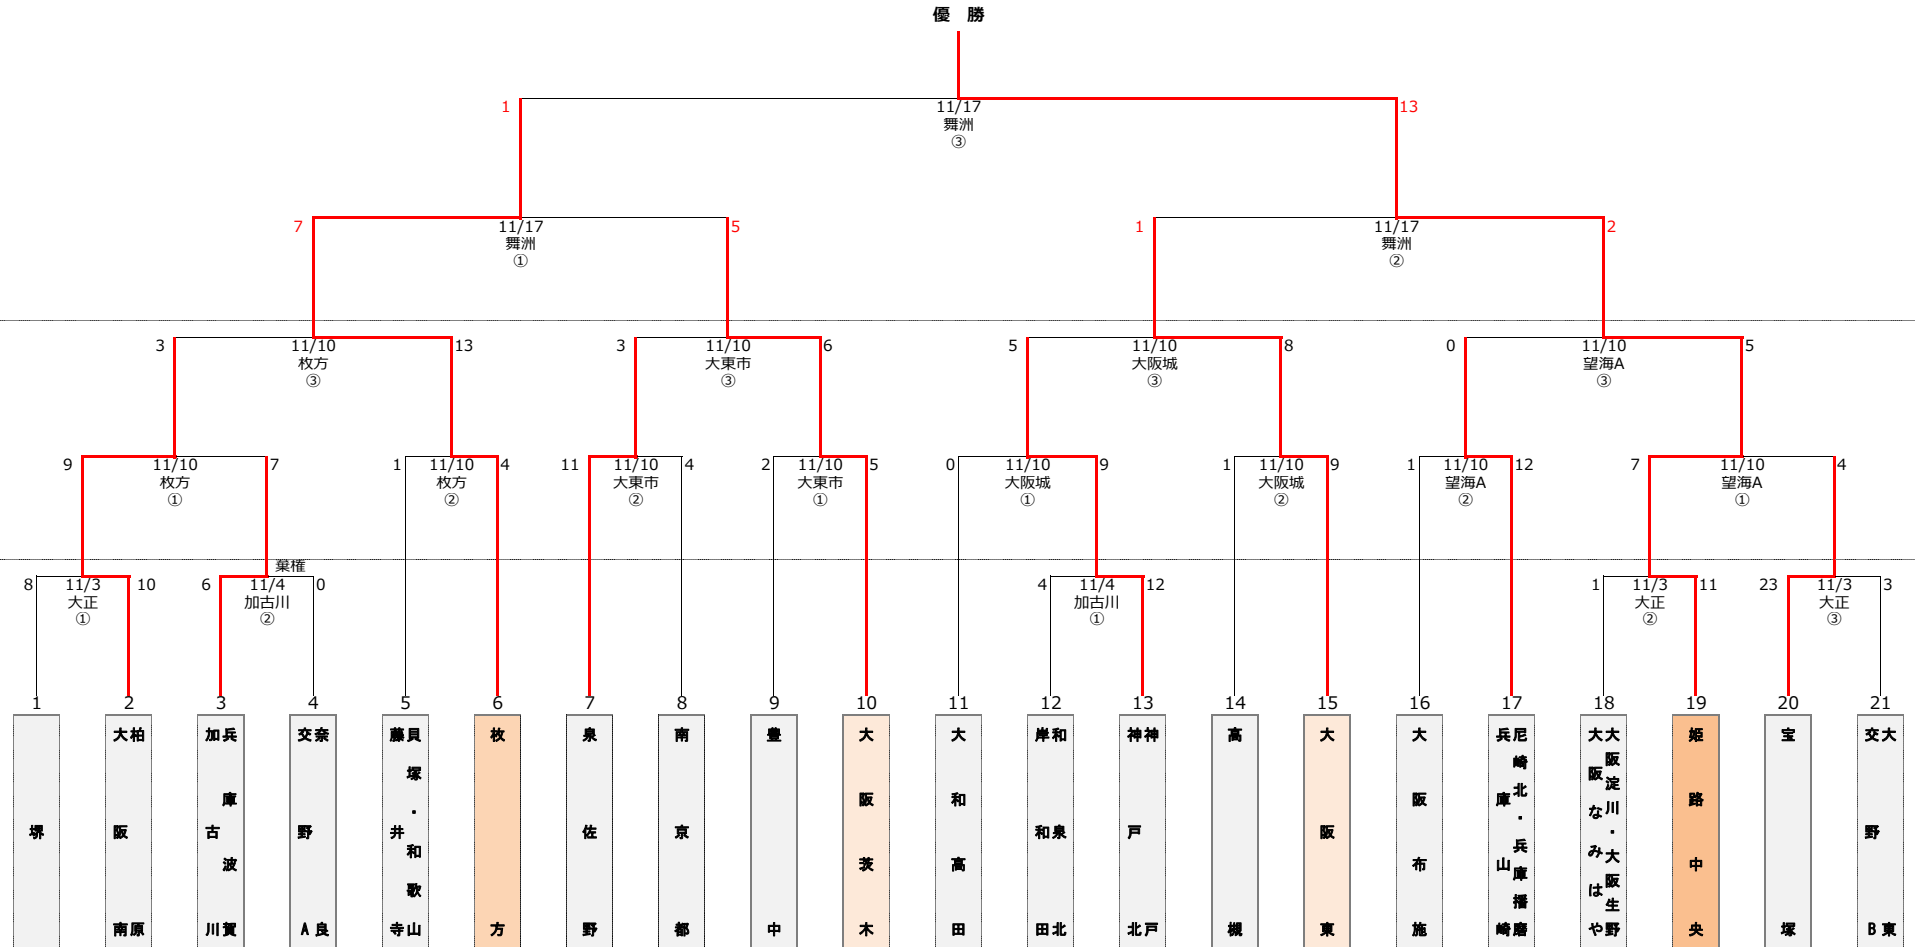 優 勝
1 11/17 13
舞洲
③
7 11/17 5
舞洲
①
1 11/17 2
舞洲
②
3 11/10 13
枚方
③
3 11/10 6
大東市
③
5 11/10 8
大阪城
③
0 11/10 5
望海A
③
9 11/10 7
枚方
①
1 11/10 4
枚方
②
11 11/10 4
大東市
②
2 11/10 5
大東市
①
0 11/10 9
大阪城
①
1 11/10 9
大阪城
②
1 11/10 12
望海A
②
7 11/10 4
望海A
①
8 11/3 10
大正
①
棄権
6 11/4 0
加古川
②
4 11/4 12
加古川
①
1 11/3 11
大正
②
23 11/3 3
大正
③
1
堺
2
柏原
大阪南
3
兵庫波賀
加古川
4
奈良
交野A
5
貝塚・和歌山
藤井寺
6
枚方
7
泉佐野
8
南京都
9
豊中
10
大阪茨木
11
大和高田
12
和泉北
岸和田
13
神戸
神戸北
14
高槻
15
大阪東
16
大阪布施
17
尼崎北・兵庫播磨
兵庫山崎
18
大阪淀川・大阪生野
大阪なみはや
19
姫路中央
20
宝塚
21
大東
交野B